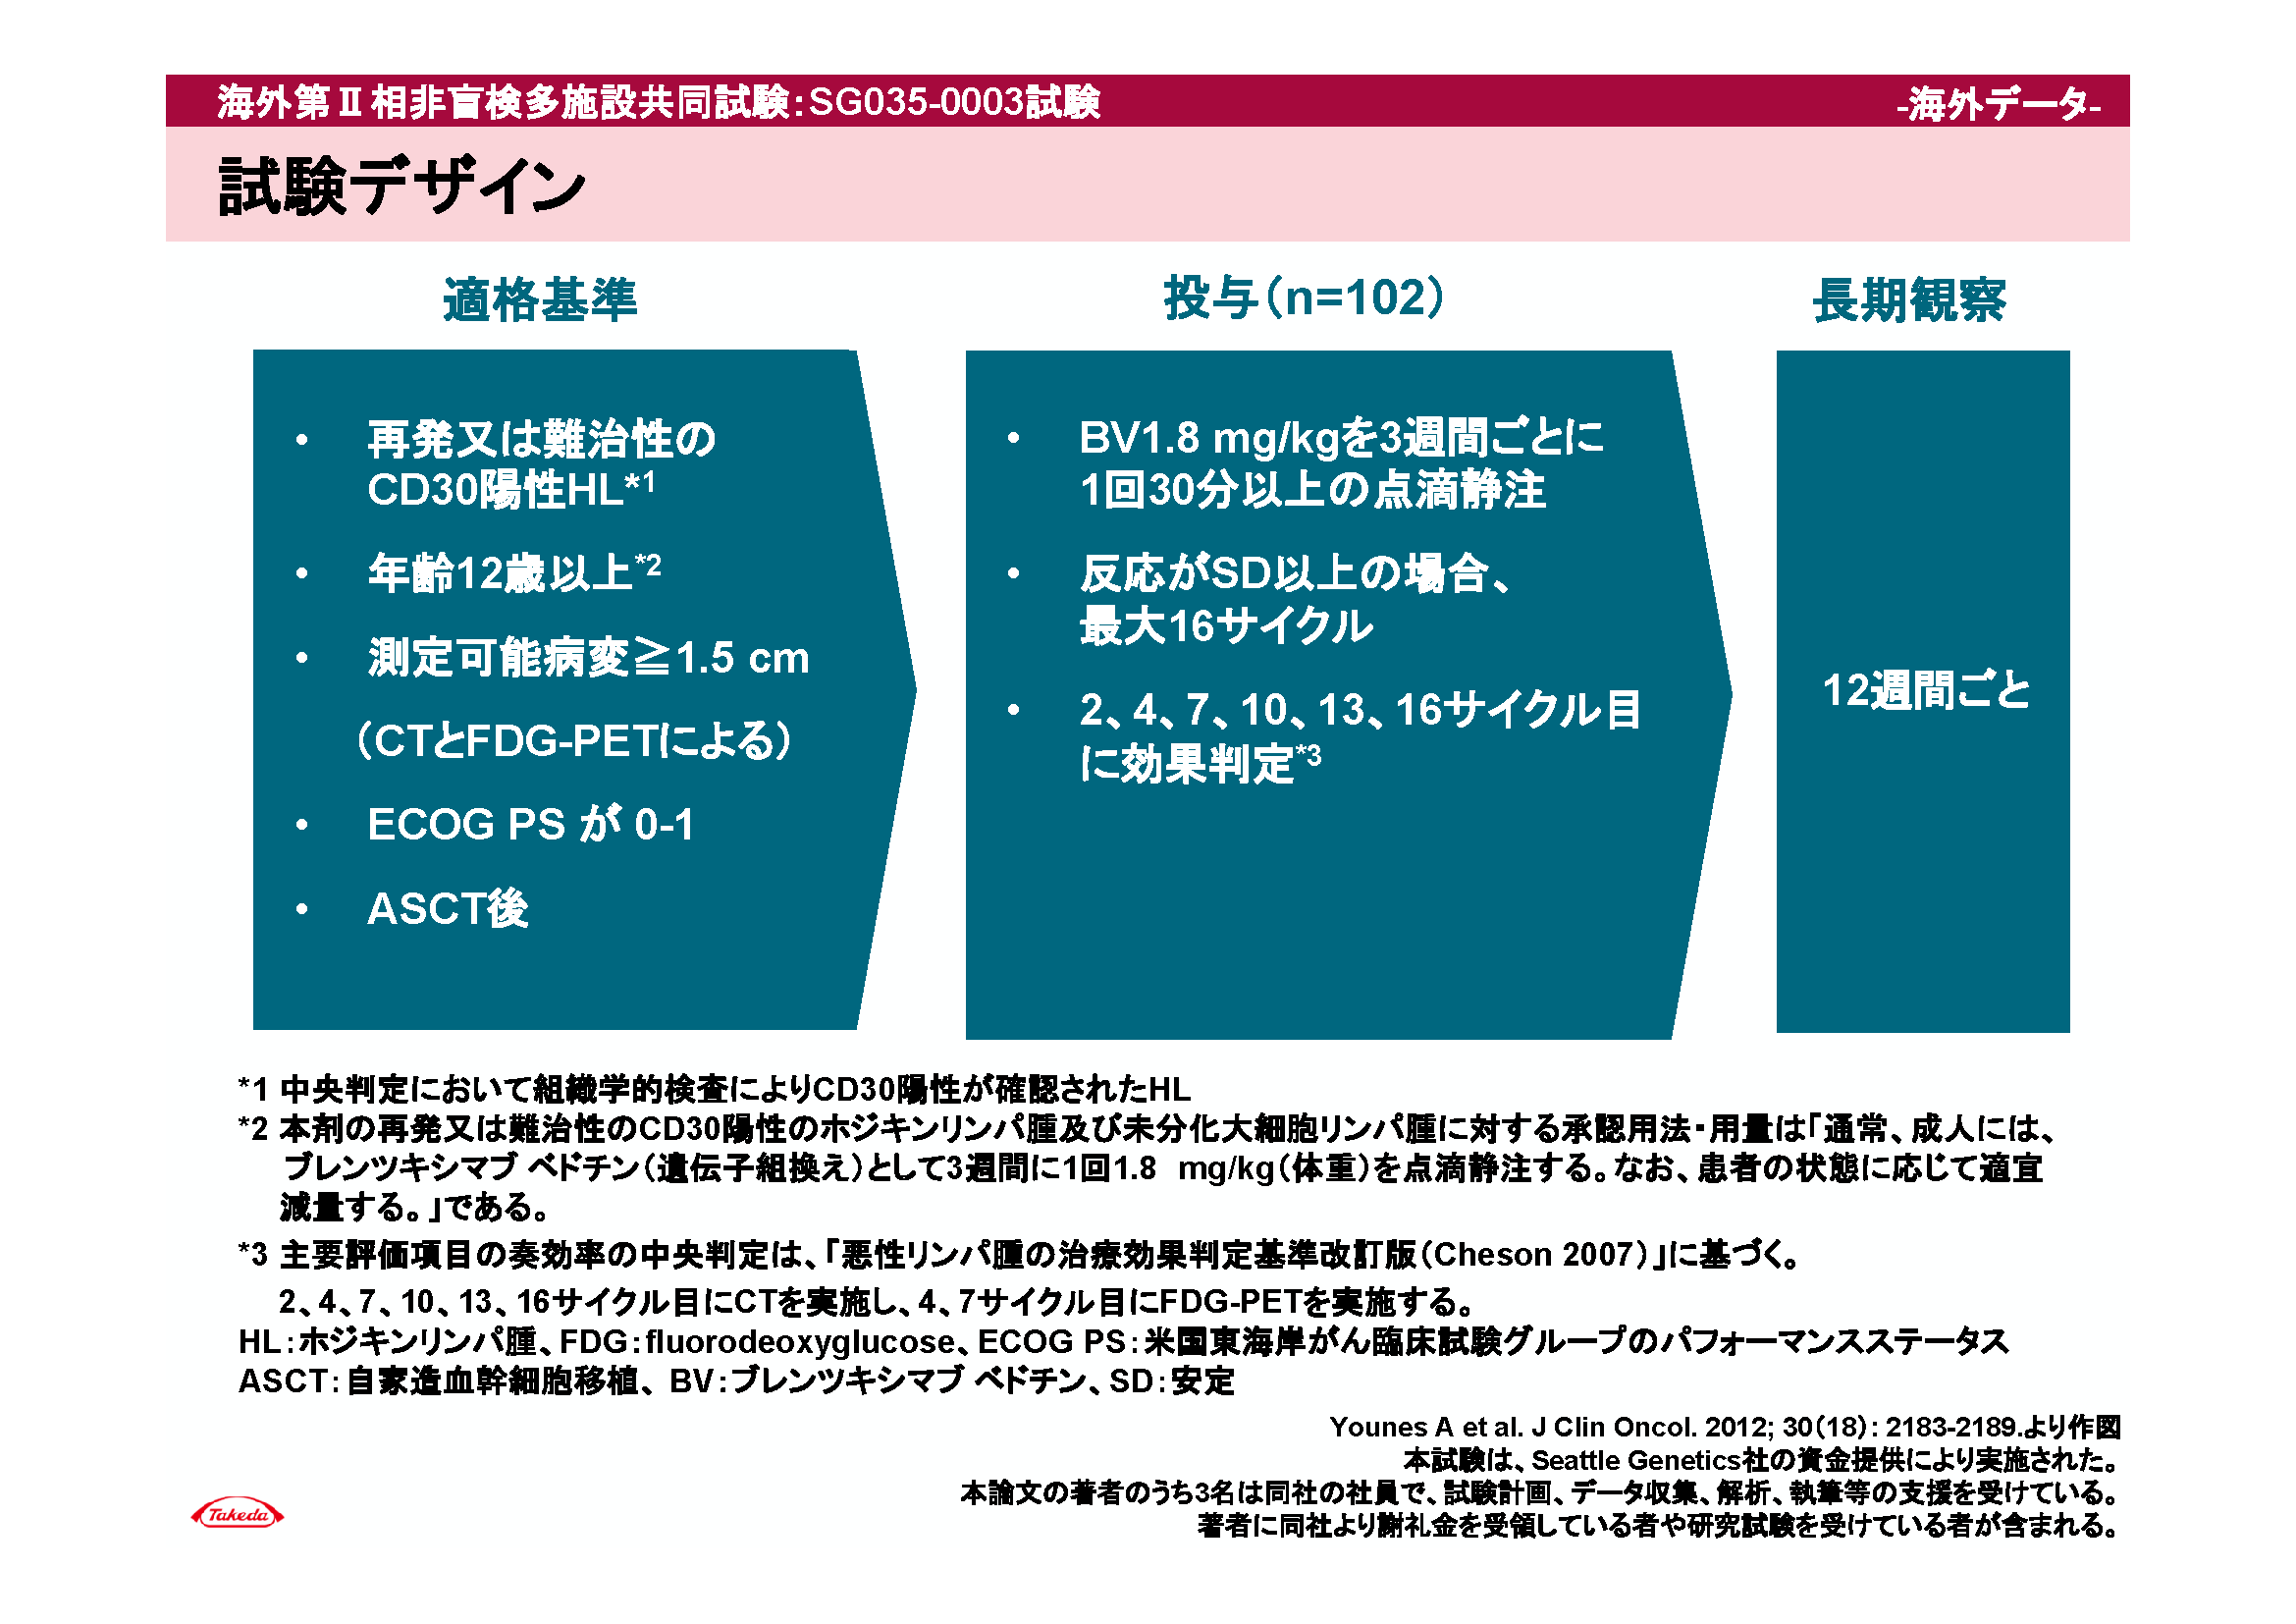 海外第Ⅱ相非盲検多施設共同試験：SG035-0003試験
-海外データ-
試験デザイン
適格基準
• 再発又は難治性の
CD30陽性HL*1
• 年齢12歳以上*2
• 測定可能病変≧1.5 cm
（CTとFDG-PETによる）
• ECOG PS が 0-1
• ASCT後
投与（n=102）
• BV1.8 mg/kgを3週間ごとに
1回30分以上の点滴静注
• 反応がSD以上の場合、
最大16サイクル
• 2、4、7、10、13、16サイクル目
に効果判定*3
長期観察
12週間ごと
*1 中央判定において組織学的検査によりCD30陽性が確認されたHL
*2 本剤の再発又は難治性のCD30陽性のホジキンリンパ腫及び未分化大細胞リンパ腫に対する承認用法・用量は「通常、成人には、
ブレンツキシマブ ベドチン（遺伝子組換え）として3週間に1回1.8 mg/kg（体重）を点滴静注する。なお、患者の状態に応じて適宜
減量する。」である。
*3 主要評価項目の奏効率の中央判定は、「悪性リンパ腫の治療効果判定基準改訂版（Cheson 2007）」に基づく。
2、4、7、10、13、16サイクル目にCTを実施し、4、7サイクル目にFDG-PETを実施する。
HL：ホジキンリンパ腫、FDG：fluorodeoxyglucose、ECOG PS：米国東海岸がん臨床試験グループのパフォーマンスステータス
ASCT：自家造血幹細胞移植、BV：ブレンツキシマブ ベドチン、SD：安定
Younes A et al. J Clin Oncol. 2012; 30（18）: 2183-2189.より作図
本試験は、Seattle Genetics社の資金提供により実施された。
本論文の著者のうち3名は同社の社員で、試験計画、データ収集、解析、執筆等の支援を受けている。
著者に同社より謝礼金を受領している者や研究試験を受けている者が含まれる。
Takeda